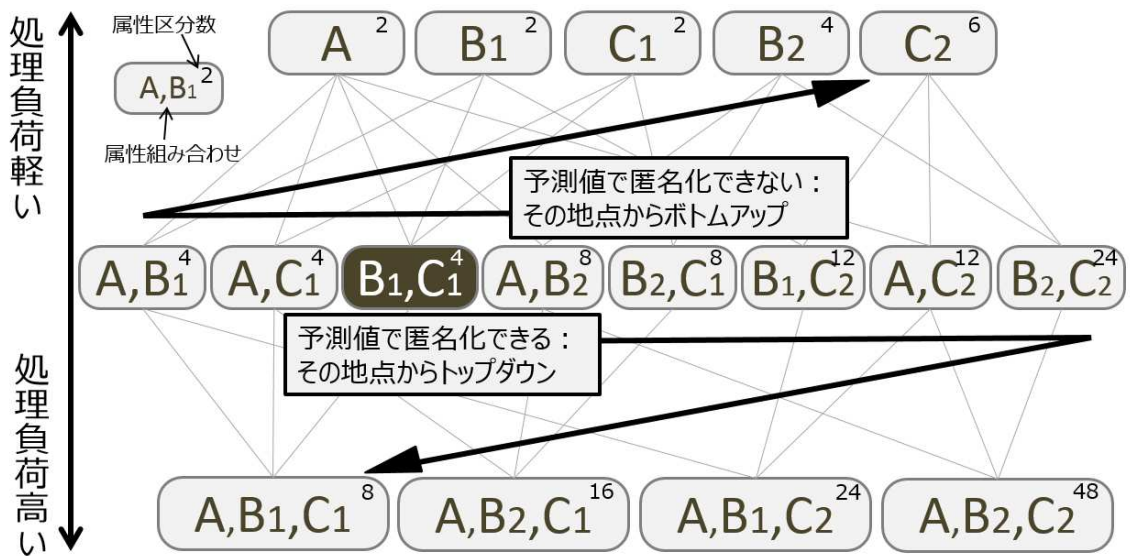 処理負荷軽い
属性区分数
A,B1 2
属性組み合わせ
A 2
B1 2
C1 2
B2 4
C2 6
予測値で匿名化できない:
その地点からボトムアップ
A,B1 4
A,C1 4
B1,C1 4
A,B2 8
B2,C1 8
B1,C2 12
A,C2 12
B2,C2 24
予測値で匿名化できる:
その地点からトップダウン
処理負荷高い
A,B1,C1 8
A,B2,C1 16
A,B1,C2 24
A,B2,C2 48